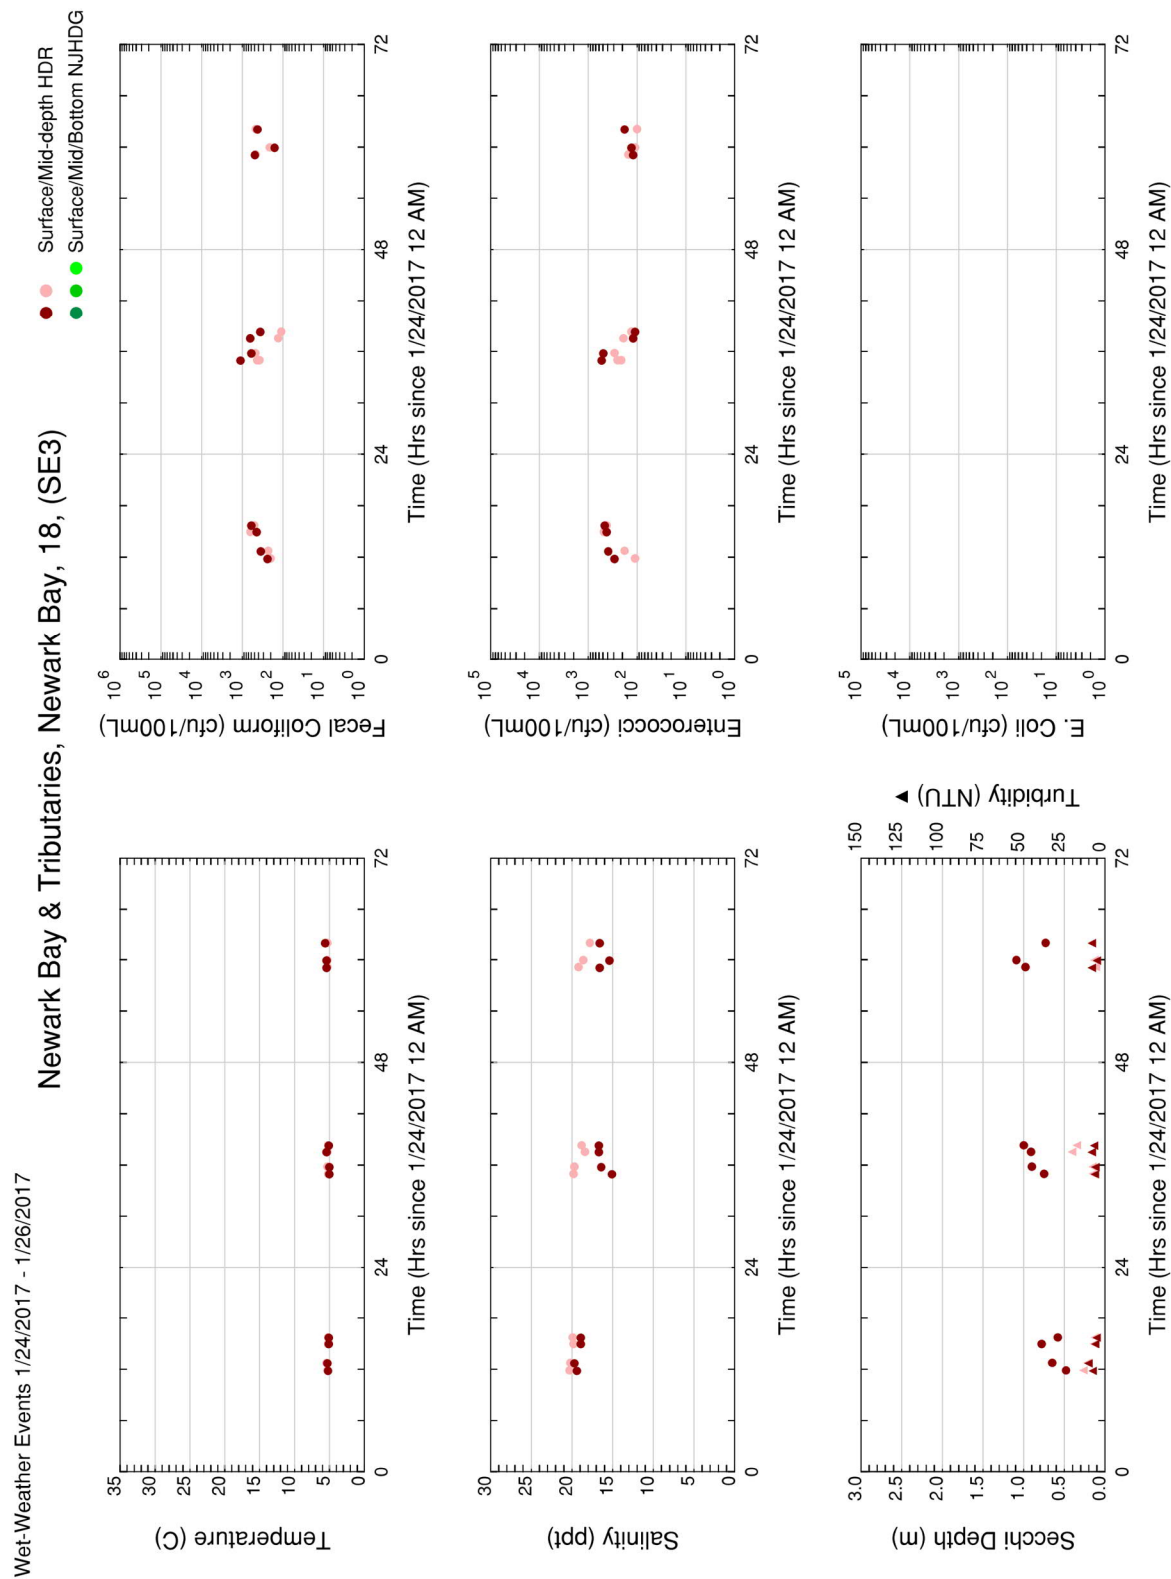 Wet-Weather Events 1/24/2017 - 1/26/2017
Newark Bay & Tributaries, Newark Bay, 18, (SE3)
Surface/Mid-depth HDR
Surface/Mid/Bottom NJHDG
Temperature (C)
35
30
25
20
15
10
5
0
0 24 48 72
Time (Hrs since 1/24/2017 12 AM)
Fecal Coliform (cfu/100mL)
10 6
10 5
10 4
10 3
10 2
10 1
10 0
0 24 48 72
Time (Hrs since 1/24/2017 12 AM)
Salinity (ppt)
30
25
20
15
10
5
0
0 24 48 72
Time (Hrs since 1/24/2017 12 AM)
Enterococci (cfu/100mL)
10 5
10 4
10 3
10 2
10 1
10 0
0 24 48 72
Time (Hrs since 1/24/2017 12 AM)
Secchi Depth (m)
3.0
2.5
2.0
1.5
1.0
0.5
0.0
0 24 48 72
Time (Hrs since 1/24/2017 12 AM)
150
125
100
75
50
25
0
Turbidity (NTU) ▲
E. Coli (cfu/100mL)
10 5
10 4
10 3
10 2
10 1
10 0
0 24 48 72
Time (Hrs since 1/24/2017 12 AM)